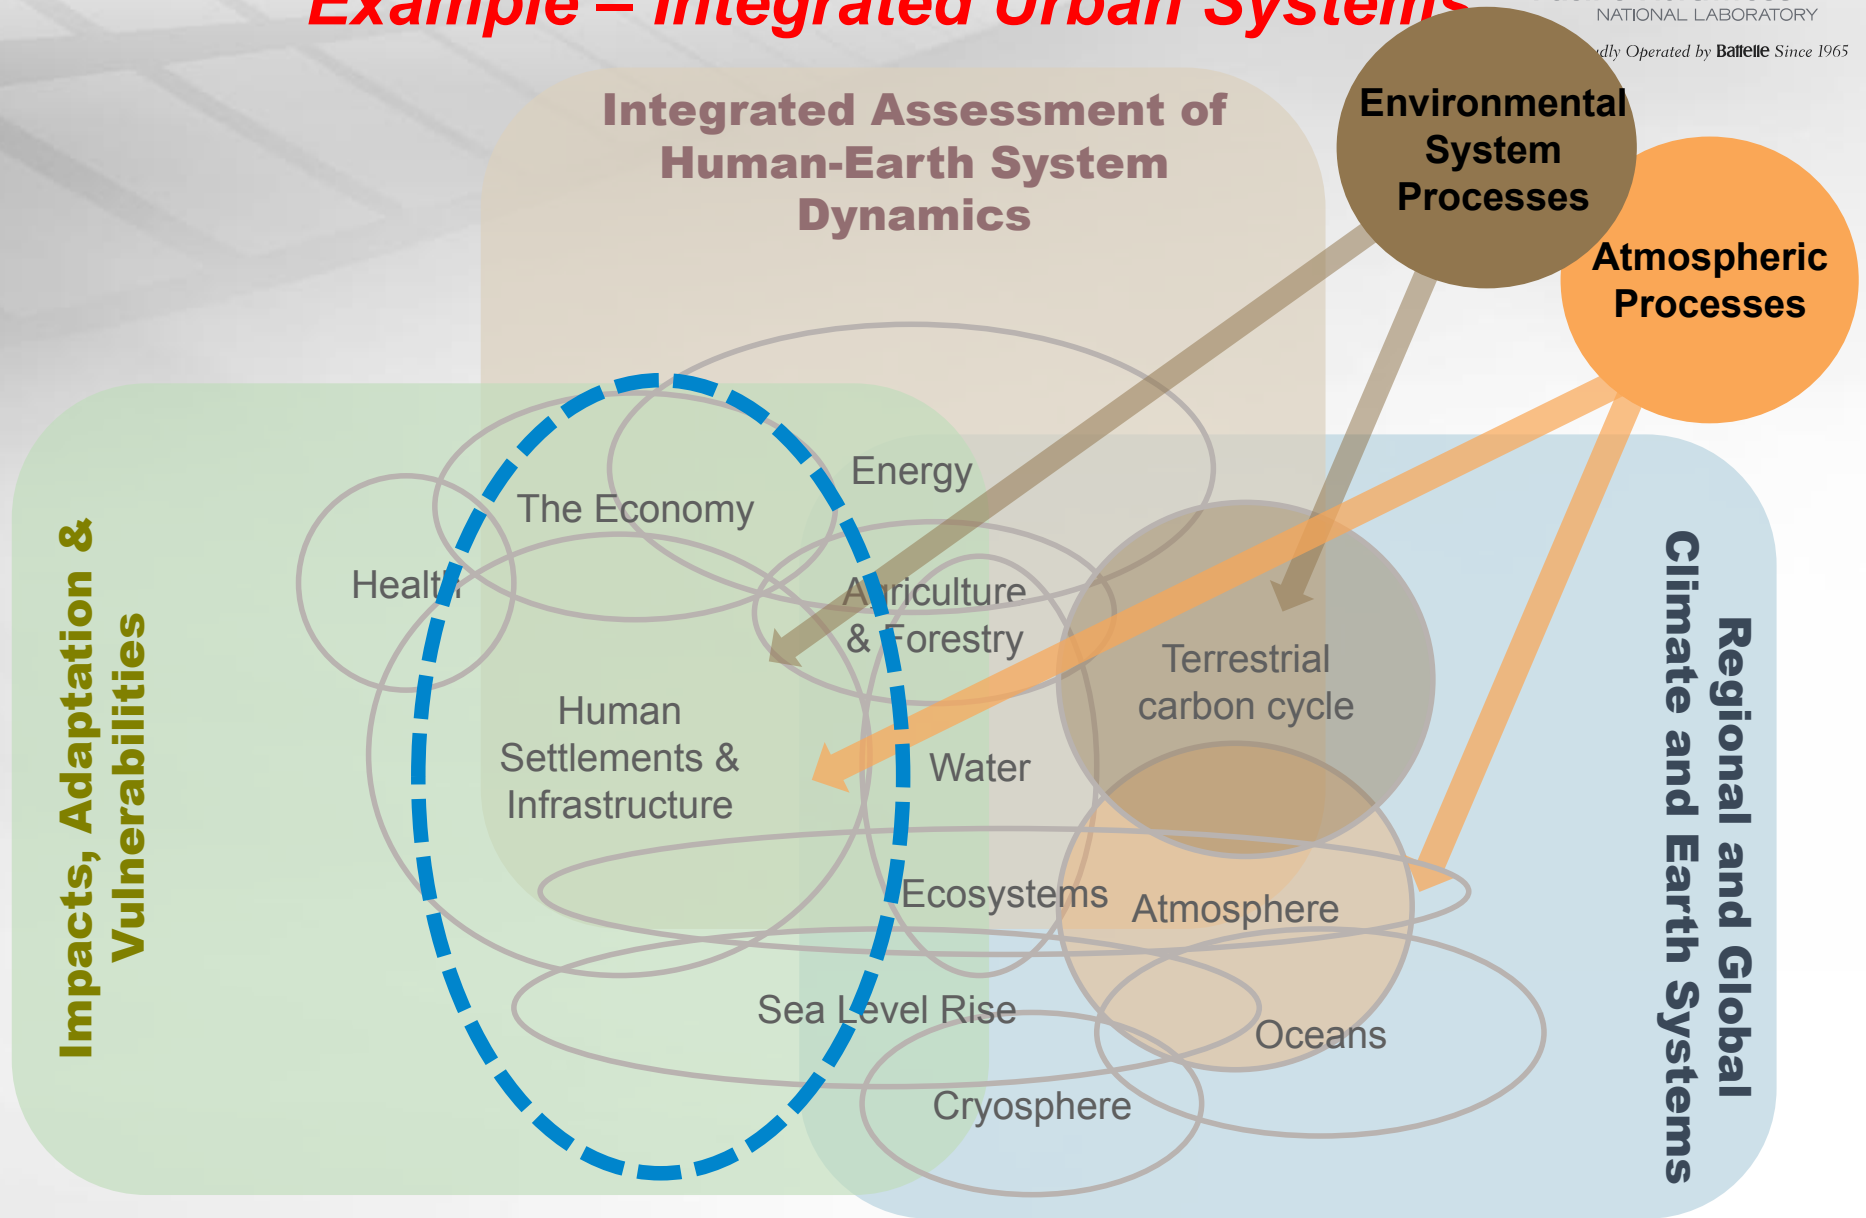 Example – Integrated Urban Systems
NATIONAL LABORATORY
Operated by Battelle Since 1965
Integrated Assessment of
Human-Earth System
Dynamics
Environmental
System
Processes
Atmospheric
Processes
Energy
The Economy
Health
Agriculture
& Forestry
Terrestrial
carbon cycle
Human
Settlements &
Infrastructure
Water
Ecosystems
Atmosphere
Sea Level Rise
Oceans
Cryosphere
Impacts, Adaptation &
Vulnerabilities
Regional and Global
Climate and Earth Systems